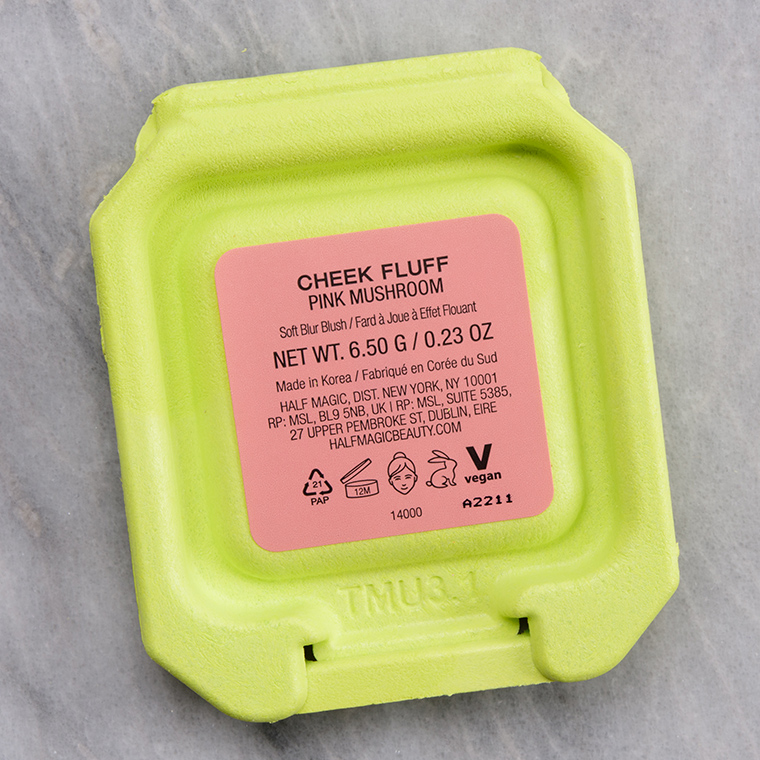 CHEEK FLUFF
PINK MUSHROOM
Soft Blur Blush / Fard à Joue à Effet Flouant
NET WT. 6.50 G / 0.23 OZ
Made in Korea / Fabriqué en Corée du Sud
HALF MAGIC, DIST. NEW YORK, NY 10001
RP: MSL, BL9 5NB, UK | RP: MSL, SUITE 5385,
27 UPPER PEMBROKE ST, DUBLIN, EIRE
HALFMAGICBEAUTY.COM
21
PAP
12M
V
vegan
14000
A2211
TMU3.1